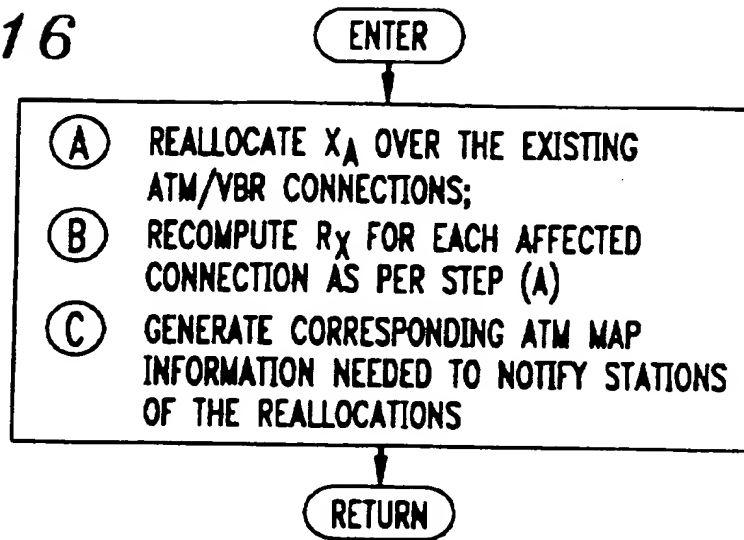 16
ENTER
A REALLOCATE XA OVER THE EXISTING
ATM/VBR CONNECTIONS;
B RECOMPUTE RX FOR EACH AFFECTED
CONNECTION AS PER STEP (A)
C GENERATE CORRESPONDING ATM MAP
INFORMATION NEEDED TO NOTIFY STATIONS
OF THE REALLOCATIONS
RETURN